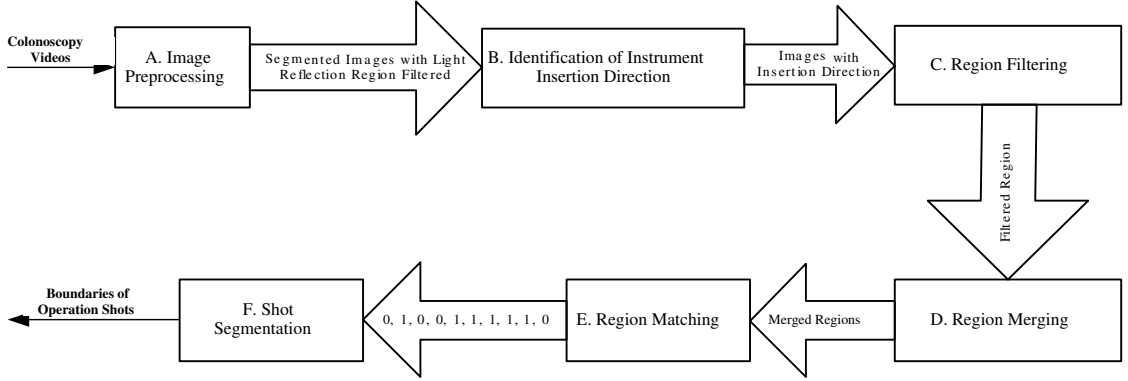 Colonoscopy
Videos
A. Image
Preprocessing
Segmented Images with Light
Reflection Region Filtered
B. Identification of Instrument
Insertion Direction
Images with
Insertion Direction
C. Region Filtering
Filtered Region
D. Region Merging
Merged Regions
E. Region Matching
0, 1, 0, 0, 1, 1, 1, 1, 1, 0
F. Shot
Segmentation
Boundaries of
Operation Shots